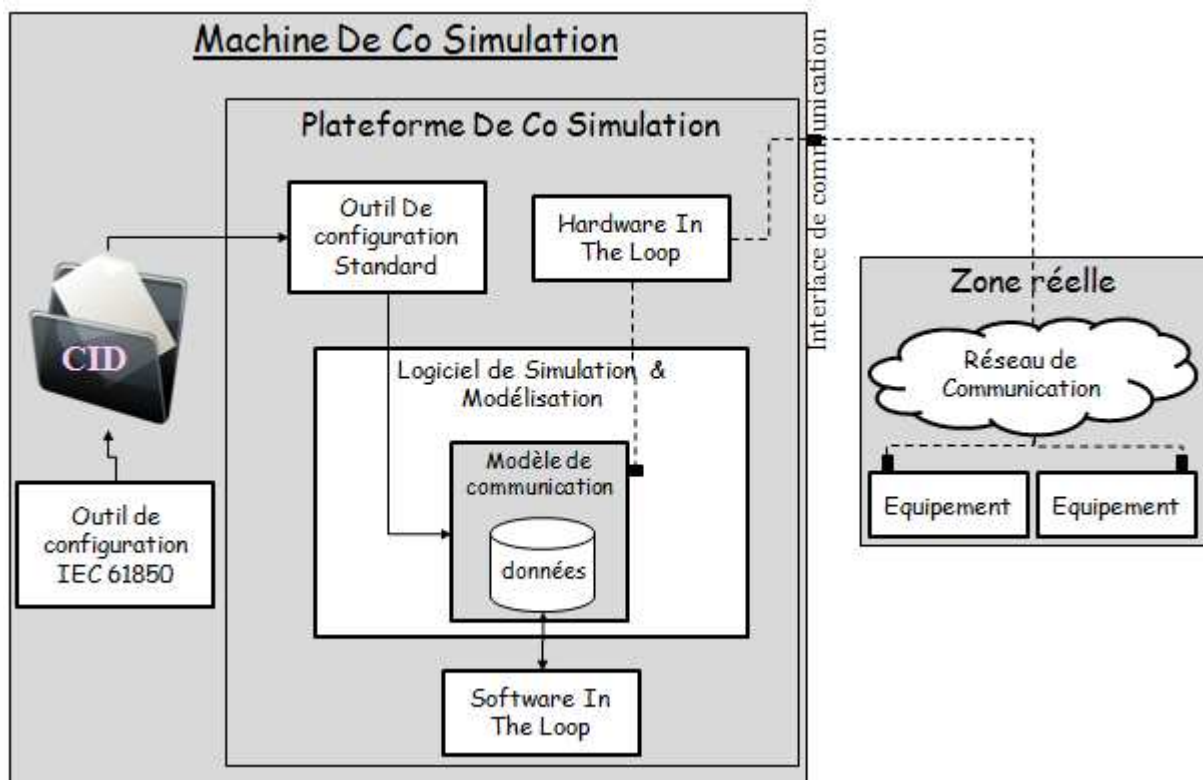 Machine De Co Simulation
Plateforme De Co Simulation
Interface de communication
Outil De
configuration
Standard
Hardware In
The Loop
CID
Logiciel de Simulation &
Modélisation
Modèle de
communication
données
Outil de
configuration
IEC 61850
Software In
The Loop
Zone réelle
Réseau de
Communication
Equipement
Equipement